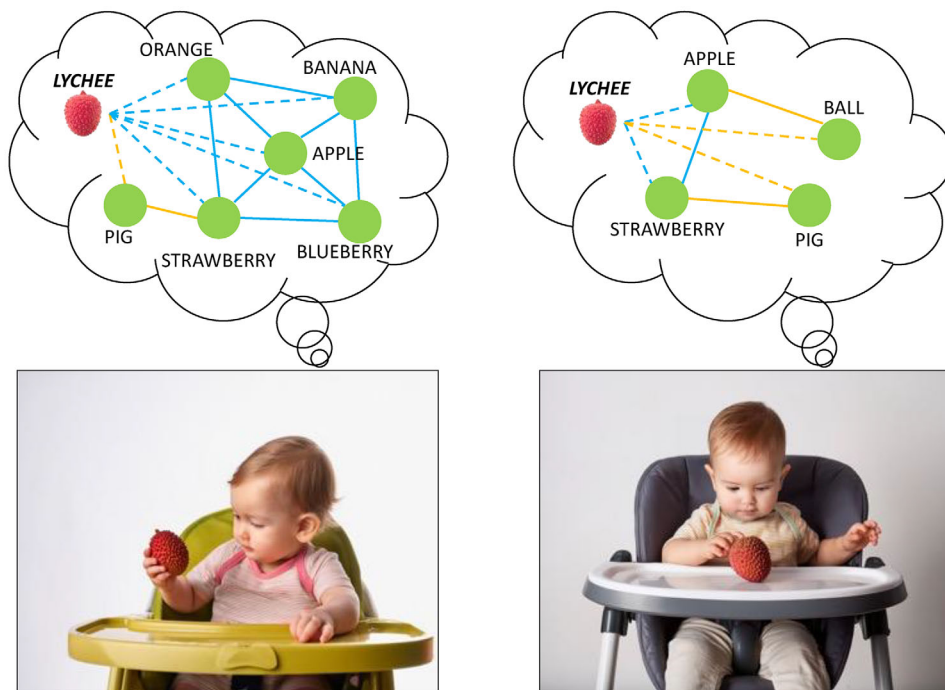 ORANGE
BANANA
LYCHEE
APPLE
PIG
STRAWBERRY
BLUEBERRY
APPLE
LYCHEE
BALL
STRAWBERRY
PIG